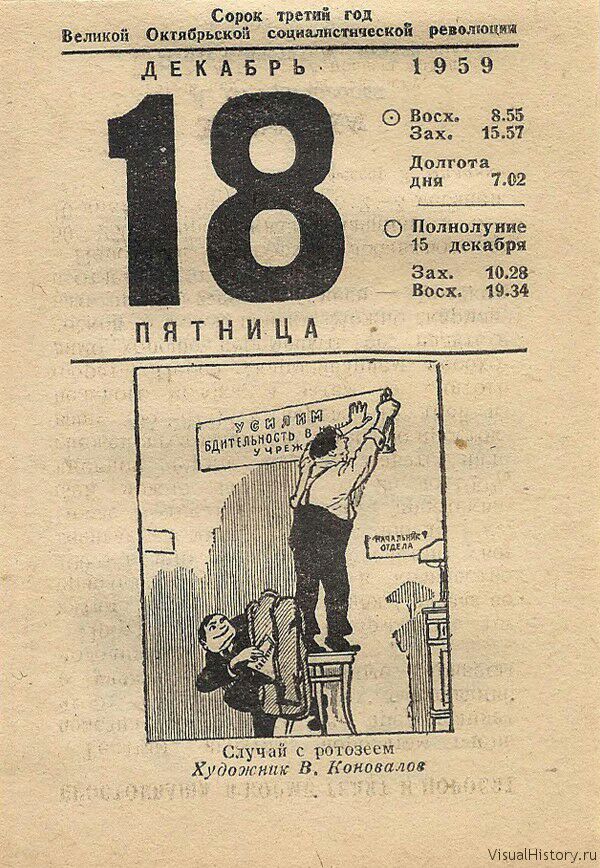 Сорок третий год
Великой Октябрьской социалистической революции
ДЕКАБРЬ 1959
18
Восх. 8.55
Зах. 15.57
Долгота
дня 7.02
Полнолуние
15 декабря
Зах. 10.28
Восх. 19.34
ПЯТНИЦА
УСИЛИМ
БДИТЕЛЬНОСТЬ В
УЧРЕЖ
НАЧАЛЬНИК
ОТДЕЛА
Случай с ротозеем
Художник В. Коновалов
VisualHistory.ru